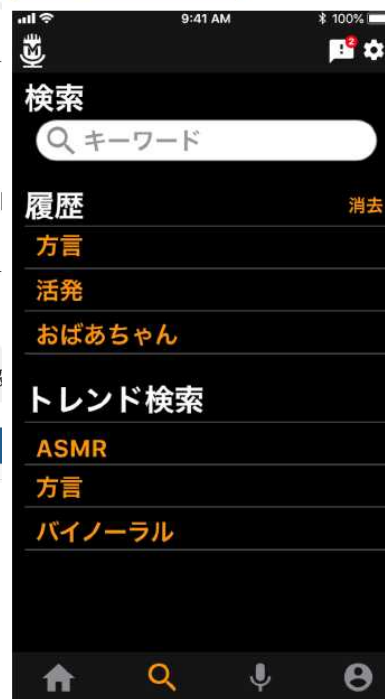 9:41 AM
100%
2
検索
キーワード
履歴
消去
方言
活発
おばあちゃん
トレンド検索
ASMR
方言
バイノーラル